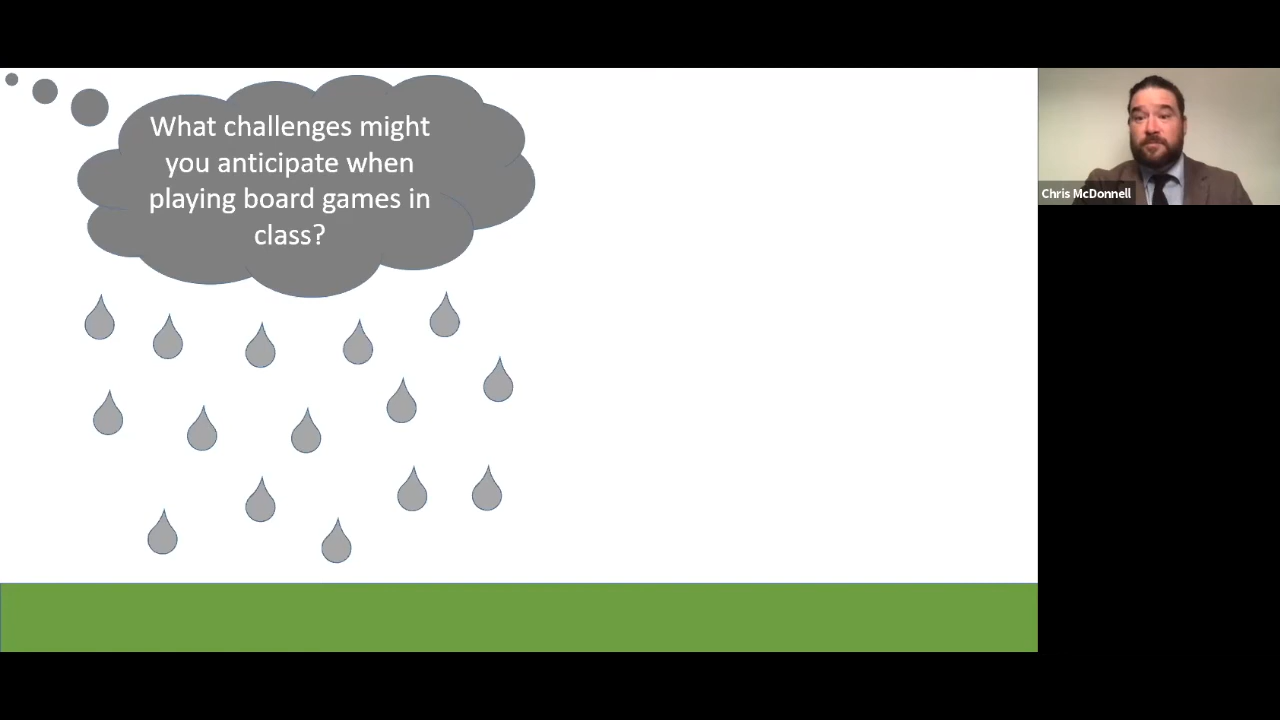 What challenges might
you anticipate when
playing board games in
class?
Chris McDonnell